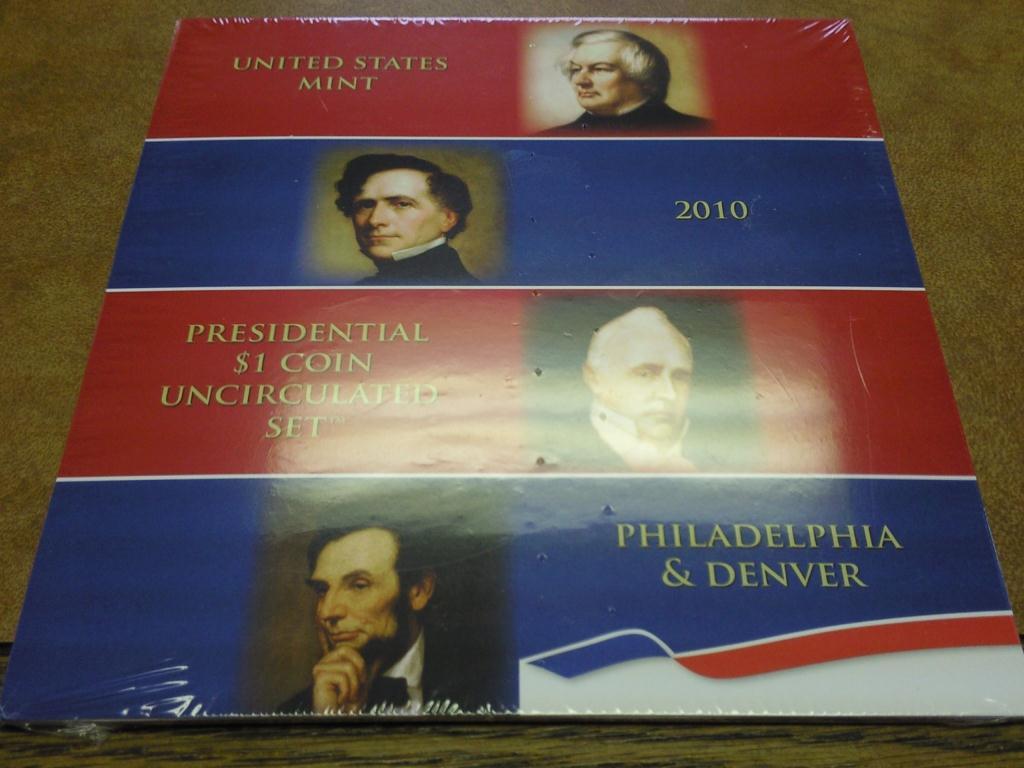 UNITED STATES
MINT
2010
PRESIDENTIAL
$1 COIN
UNCIRCULATED
SET™
PHILADELPHIA
& DENVER